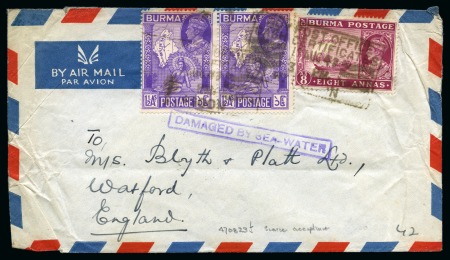 BY AIR MAIL
PAR AVION
BURMA
POSTAGE
BURMA
POSTAGE
BURMA POSTAGE
8 EIGHT ANNAS
DAMAGED BY SEA-WATER
To,
M/s. Blyth & Platt Ltd.,
Watford,
England.
42